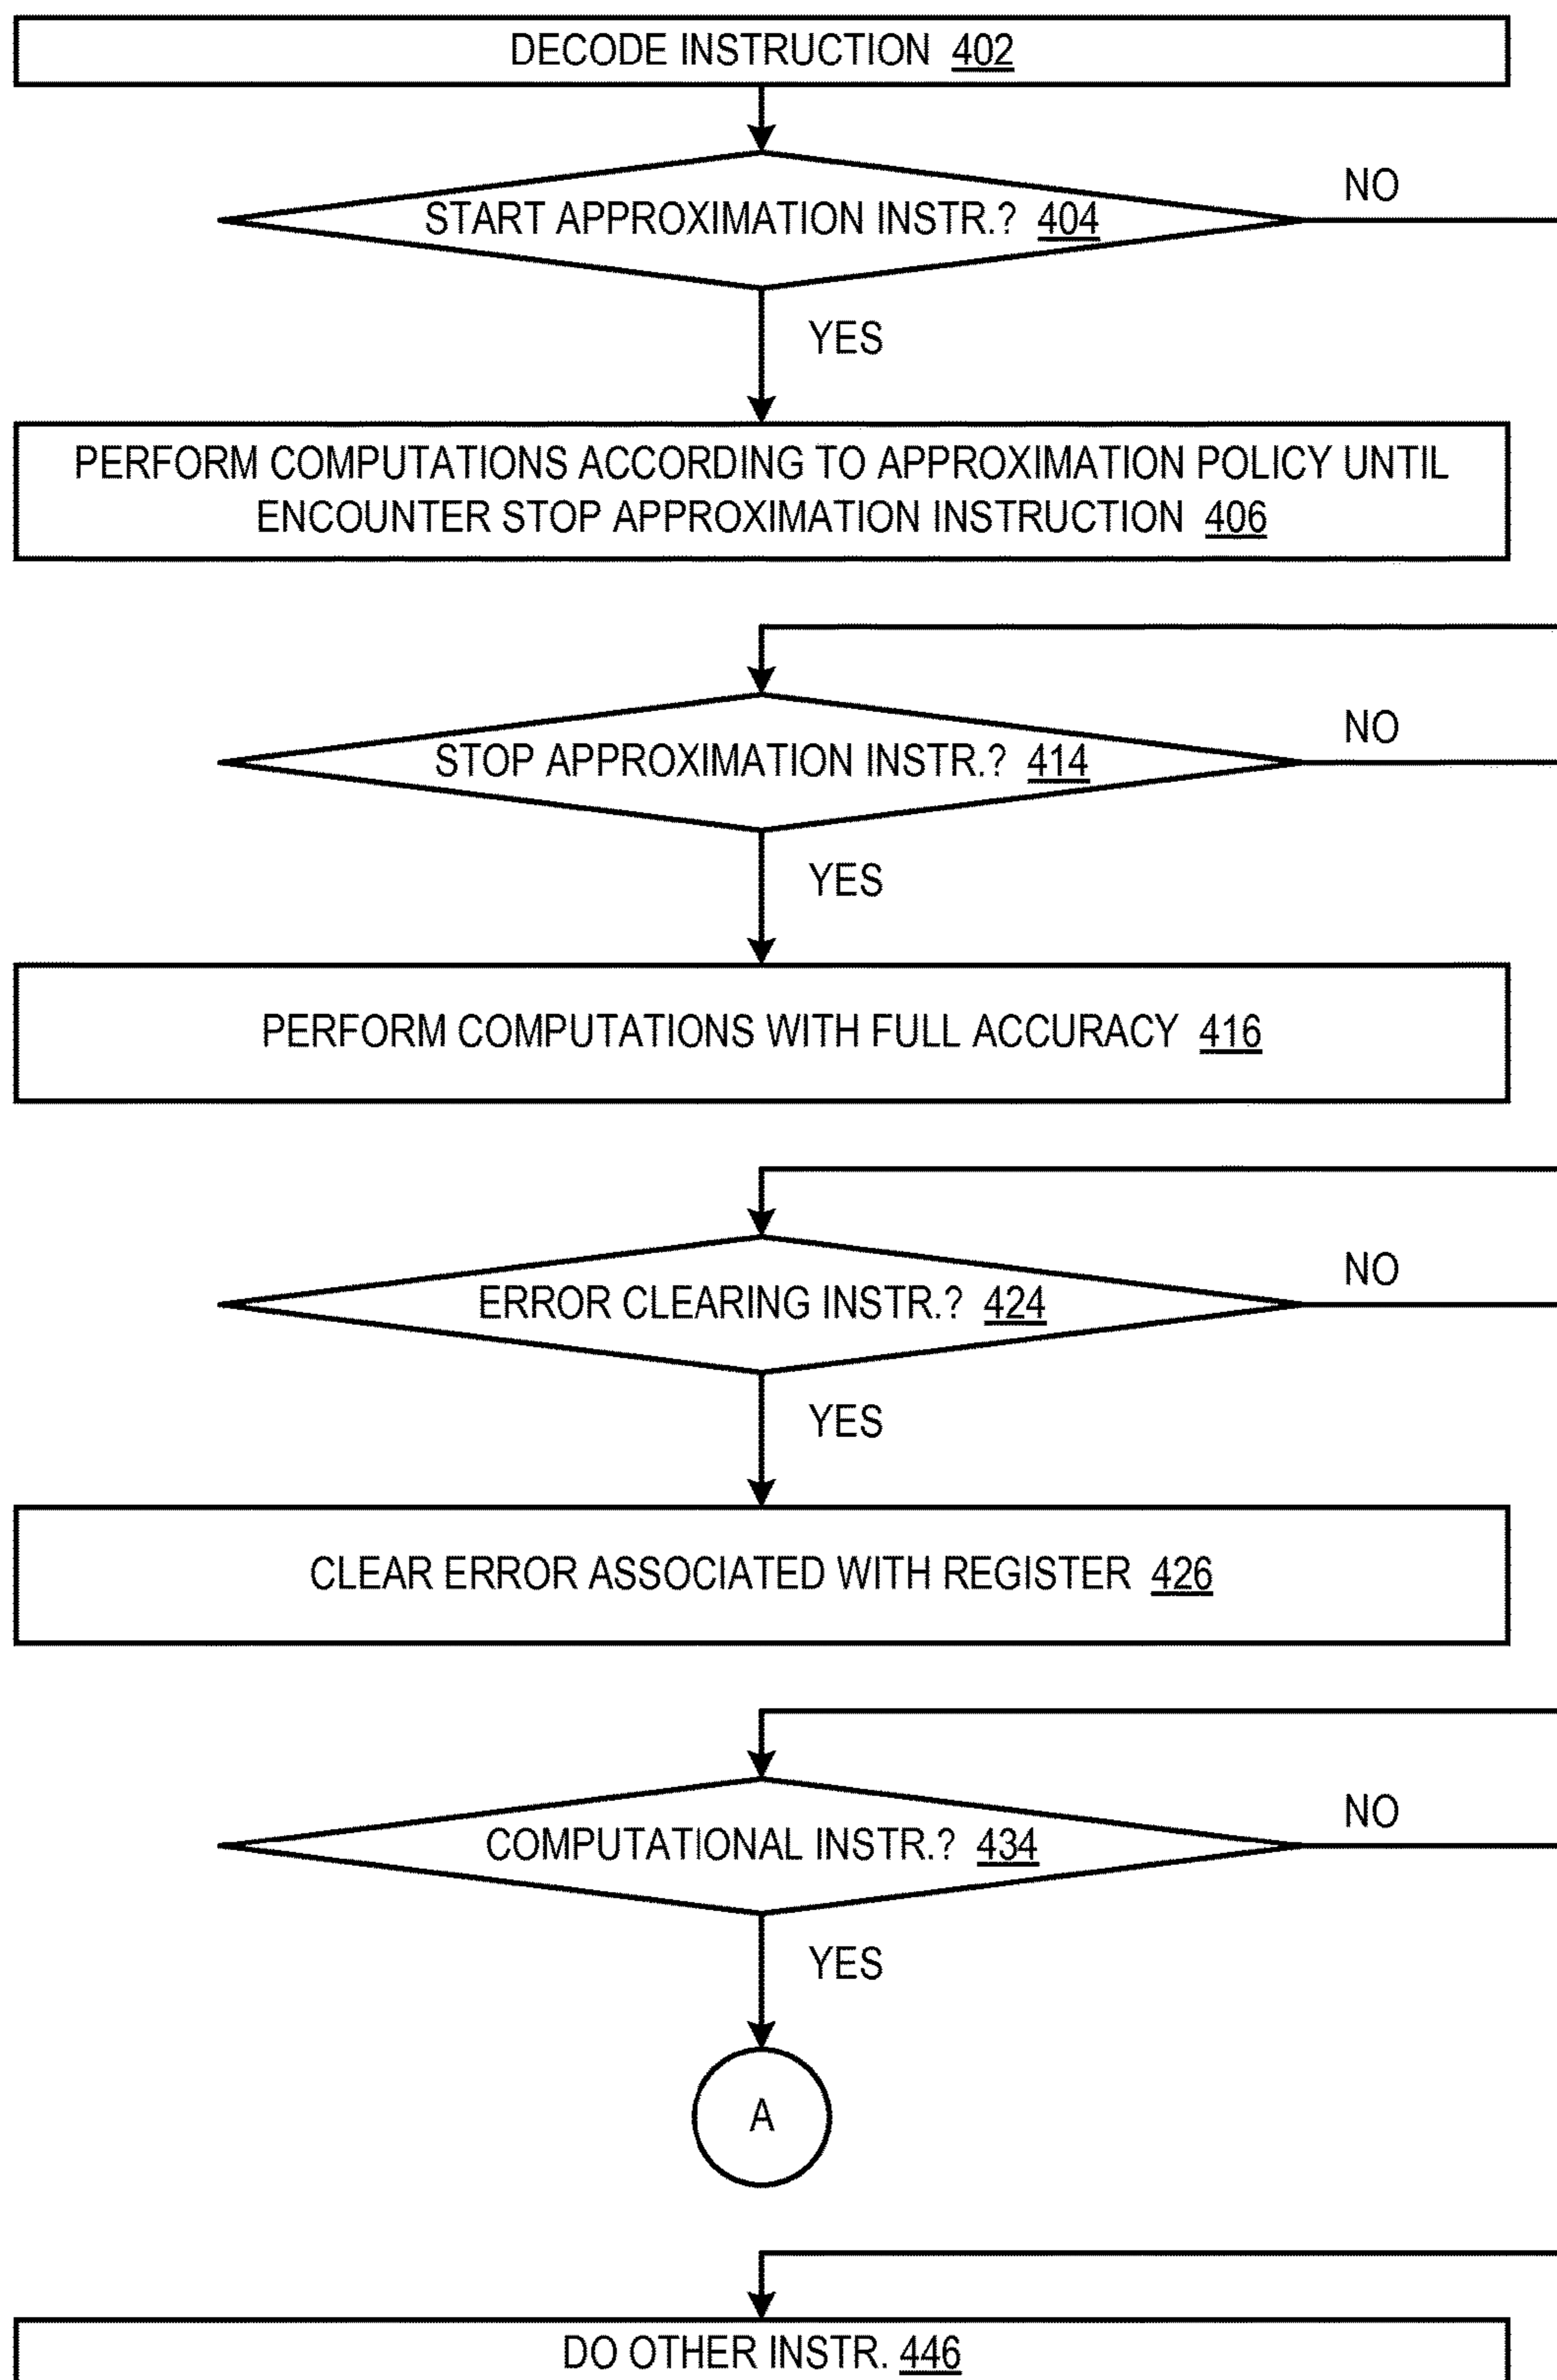 DECODE INSTRUCTION 402
START APPROXIMATION INSTR.? 404
NO
YES
PERFORM COMPUTATIONS ACCORDING TO APPROXIMATION POLICY UNTIL
ENCOUNTER STOP APPROXIMATION INSTRUCTION 406
STOP APPROXIMATION INSTR.? 414
NO
YES
PERFORM COMPUTATIONS WITH FULL ACCURACY 416
ERROR CLEARING INSTR.? 424
NO
YES
CLEAR ERROR ASSOCIATED WITH REGISTER 426
COMPUTATIONAL INSTR.? 434
NO
YES
A
DO OTHER INSTR. 446